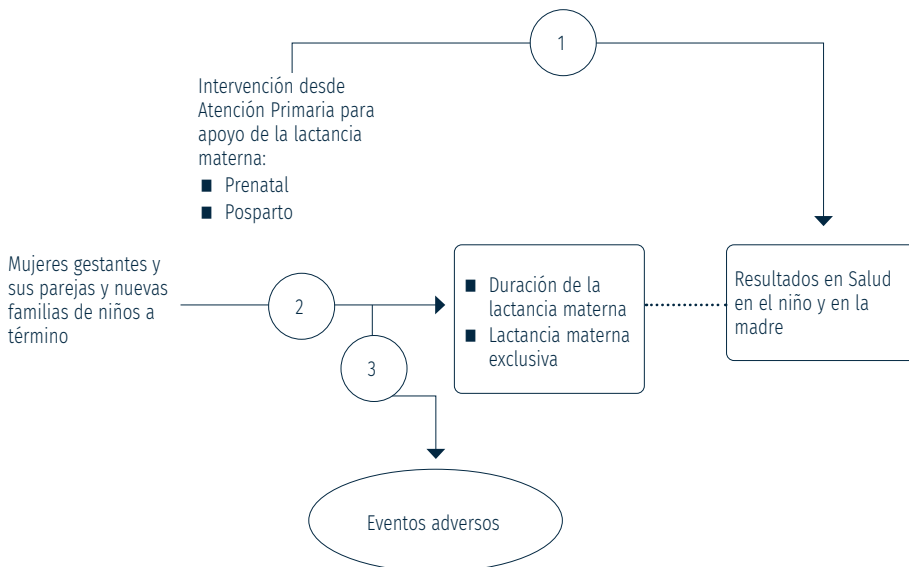 1
Intervención desde
Atención Primaria para
apoyo de la lactancia
materna:
■ Prenatal
■ Posparto
Mujeres gestantes y
sus parejas y nuevas
familias de niños a
término
2
3
■ Duración de la
lactancia materna
■ Lactancia materna
exclusiva
Resultados en Salud
en el niño y en la
madre
Eventos adversos